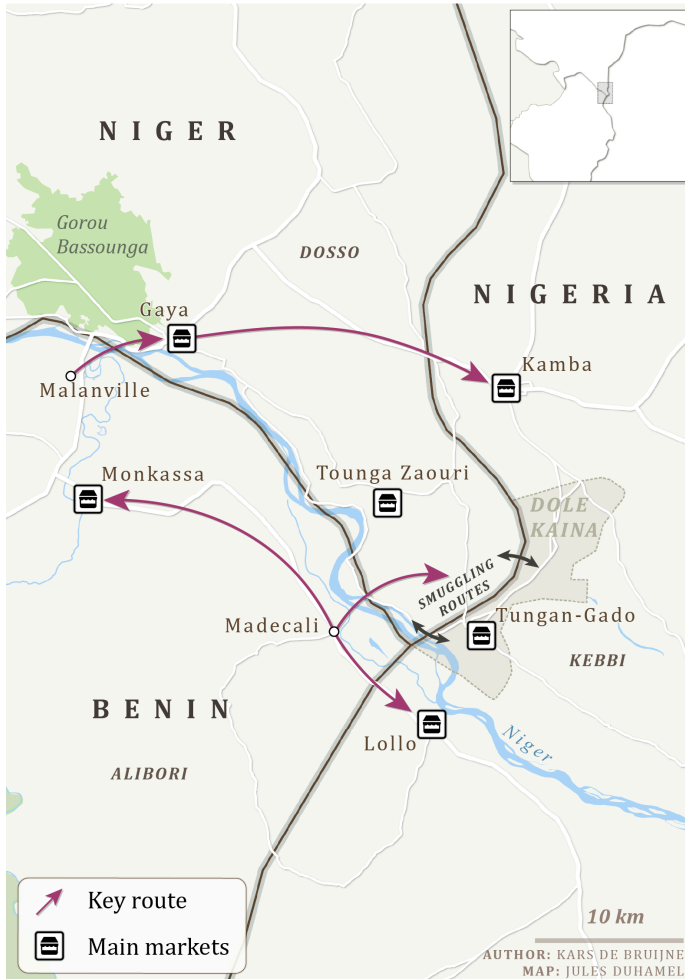 NIGER
Gorou
Bassounga
DOSSO
NIGERIA
Gaya
Kamba
Malanville
Monkassa
Tounga Zaouri
DOLE
KAINA
SMUGGLING
ROUTES
Tungan-Gado
Madecali
KEBBI
BENIN
Lollo
Niger
ALIBORI
Key route
Main markets
10 km
AUTHOR: KARS DE BRUIJNE
MAP: JULES DUHAMEL